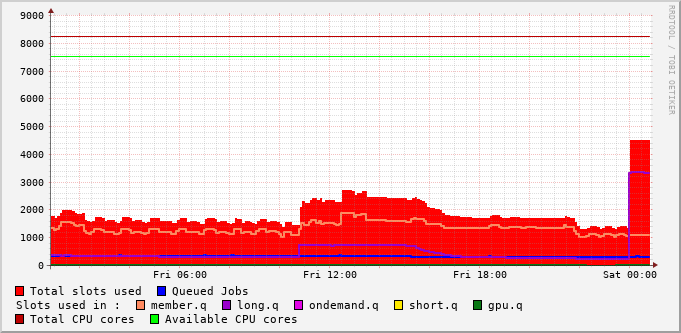 9000
8000
7000
6000
5000
4000
3000
2000
1000
0
Fri 06:00 Fri 12:00 Fri 18:00 Sat 00:00
RRDTOOL / TOBI OETIKER
Total slots used Queued Jobs
Slots used in : member.q long.q ondemand.q short.q gpu.q
Total CPU cores Available CPU cores